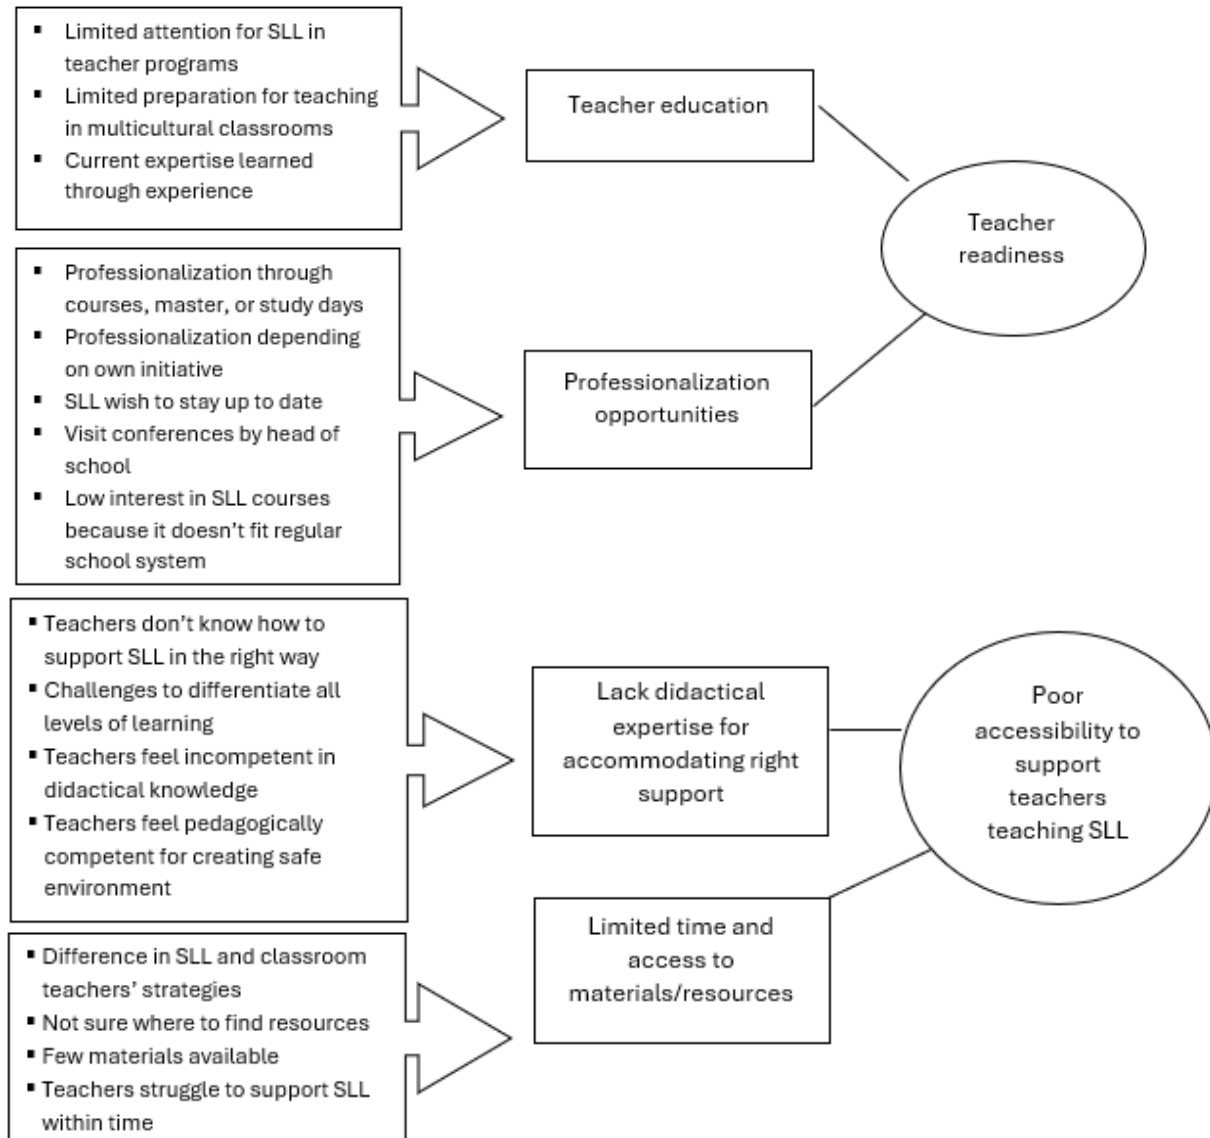 ▪ Limited attention for SLL in
teacher programs
▪ Limited preparation for teaching
in multicultural classrooms
▪ Current expertise learned
through experience
Teacher education
Teacher
readiness
▪ Professionalization through
courses, master, or study days
▪ Professionalization depending
on own initiative
▪ SLL wish to stay up to date
▪ Visit conferences by head of
school
▪ Low interest in SLL courses
because it doesn’t fit regular
school system
Professionalization
opportunities
▪ Teachers don’t know how to
support SLL in the right way
▪ Challenges to differentiate all
levels of learning
▪ Teachers feel incompetent in
didactical knowledge
▪ Teachers feel pedagogically
competent for creating safe
environment
Lack didactical
expertise for
accommodating right
support
Poor
accessibility to
support
teachers
teaching SLL
▪ Difference in SLL and classroom
teachers’ strategies
▪ Not sure where to find resources
▪ Few materials available
▪ Teachers struggle to support SLL
within time
Limited time and
access to
materials/resources